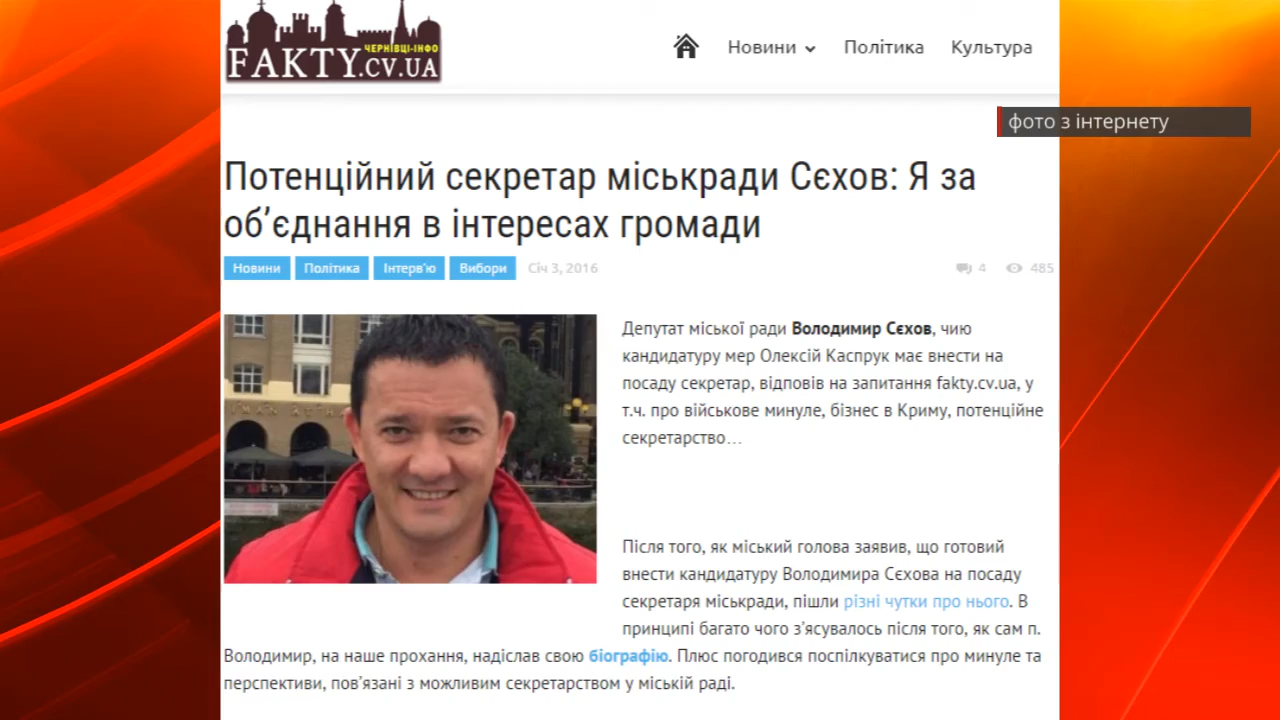 ЧЕРНІВЦІ-ІНФО
FAKTY.CV.UA
Новини
Політика
Культура
фото з інтернету
Потенційний секретар міськради Сєхов: Я за
об’єднання в інтересах громади
Новини
Політика
Інтерв'ю
Вибори
Січ 3, 2016
4
485
Депутат міської ради Володимир Сєхов, чию
кандидатуру мер Олексій Каспрук має внести на
посаду секретар, відповів на запитання fakty.cv.ua, у
т.ч. про військове минуле, бізнес в Криму, потенційне
секретарство…
Після того, як міський голова заявив, що готовий
внести кандидатуру Володимира Сєхова на посаду
секретаря міськради, пішли різні чутки про нього. В
принципі багато чого з’ясувалось після того, як сам п.
Володимир, на наше прохання, надіслав свою біографію. Плюс погодився поспілкуватися про минуле та
перспективи, пов’язані з можливим секретарством у міській раді.